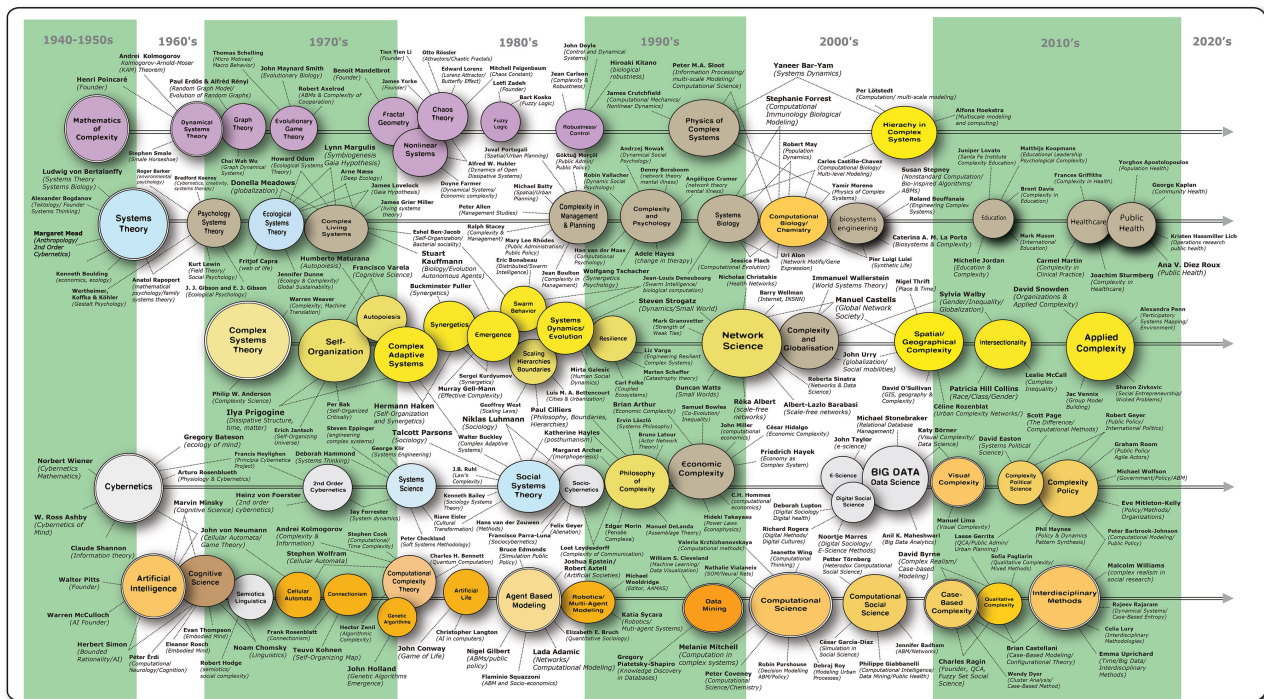 1940-1950s
1960's
1970's
1980's
1990's
2000's
2010's
2020's
Andrei Kolmogorov
(Kolmogorov-Arnold-Moser
(KAM) Theorem)
Henri Poincaré
(Founder)
Thomas Schelling
(Micro Motives/
Macro Behavior)
Paul Erdös & Alfréd Rényi
(Random Graph Model/
Evolution of Random Graphs)
John Maynard Smith
(Evolutionary Biology)
Robert Axelrod
(ABMs & Complexity of
Cooperation)
Benoit Mandelbrot
(Founder)
Tien Yien Li
(Founder)
James Yorke
(Founder)
Otto Rössler
(Attractors/Chaotic Fractals)
Edward Lorenz
(Lorenz Attractor/
Butterfly Effect)
Mitchell Feigenbaum
(Chaos Constant)
Lotfi Zadeh
(Founder)
Bart Kosko
(Fuzzy Logic)
John Doyle
(Control and Dynamical
Systems)
Jean Carlson
(Complexity &
Robustness)
Hiroaki Kitano
(biological
robustness)
James Crutchfield
(Computational Mechanics/
Nonlinear Dynamics)
Peter M.A. Sloot
(Information Processing/
multi-scale Modeling/
Computational Science)
Yaneer Bar-Yam
(Systems Dynamics)
Stephanie Forrest
(Computational
Immunology Biological
Modeling)
Per Lötstedt
(Computation/ multi-scale modeling)
Alfons Hoekstra
(Multiscale modeling
and computing)
Mathematics
of Complexity
Dynamical
Systems
Theory
Graph
Theory
Evolutionary
Game Theory
Fractal
Geometry
Chaos
Theory
Nonlinear
Systems
Fuzzy
Logic
Robustness/
Control
Physics of
Complex
Systems
Hierachy in
Complex
Systems
Stephen Smale
(Smale Horseshoe)
Chai Wah Wu
(Graph Dynamical
Systems)
Howard Odum
(Ecological Systems
Theory)
Lynn Margulis
(Symbiogenesis
Gaia Hypothesis)
Alfred W. Hubler
(Dynamics of Open
Dissapative Systems)
Juval Portugali
(Spatial/Urban Planning)
Göktuğ Morçöl
(Public Admin/
Public Policy)
Andrzej Nowak
(Dynamical Social
Psychology)
Robert May
(Population
Dynamics)
Carlos Castillo-Chavez
(Computational Biology/
multi-level Modeling)
Ludwig von Bertalanffy
(Systems Theory
Systems Biology)
Roger Barker
(environmental
psychology)
Bradford Keeney
(Cybernetics, creativity,
systems therapy)
Donella Meadows
(globalization)
Arne Næss
(Deep Ecology)
James Lovelock
(Gaia Hypothesis)
James Grier Miller
(living systems
theory)
Doyne Farmer
(Dynamical Systems/
Economic complexity)
Michael Batty
(Spatial/Urban
Planning)
Peter Allen
(Management Studies)
Robin Vallacher
(Dynamic Social
Psychology)
Denny Borsboom
(network theory
mental illness)
Angélique Cramer
(network theory
mental illness)
Yamir Moreno
(Physics of Complex
Systems)
Susan Stepney
(Nonstandard Computation/
Bio-inspired Algorithms/
ABMs)
Roland Bouffanais
(Engineering Complex
Systems)
Juniper Lovato
(Santa Fe Institute
Complexity Education)
Matthijs Koopmans
(Educational Leadership
Psychological Complexity)
Brent Davis
(Complexity in
Education)
Frances Griffiths
(Complexity in Health)
Yorghos Apostolopoulos
(Complexity in Health)
George Kaplan
(Community Health)
Alexander Bogdanov
(Tektology / Founder
Systems Thinking)
Margaret Mead
(Anthropology/
2nd Order
Cybernetics)
Systems
Theory
Psychology
Systems
Theory
Ecological
Systems
Theory
Complex
Living
Systems
Complexity in
Management
& Planning
Complexity
and
Psychology
Systems
Biology
Computational
Biology/
Chemistry
biosystems
engineering
Education
Healthcare
Public
Health
Kenneth Boulding
(economics, ecology)
Wertheimer,
Koffka & Köhler
(Gestalt Psychology)
Anatol Rapoport
(mathematical
psychology/family
systems theory)
Kurt Lewin
(Field Theory/
Social Psychology)
J. J. Gibson and E. J. Gibson
(Ecological Psychology)
Fritjof Capra
(web of life)
Jennifer Dunne
(Ecology & Complexity/
Global Sustainability)
Humberto Maturana
(Autopoiesis)
Francisco Varela
(Cognitive Science)
Eshel Ben-Jacob
(Self-Organization/
Bacterial sociality)
Ralph Stacey
(Complexity &
Management)
Stuart
Kauffmann
(Biology/Evolution
Autonomous Agents)
Mary Lee Rhodes
(Public Administration/
Public Policy)
Eric Bonabeau
(Distributed/Swarm
Intelligence)
Jean Boulton
(Complexity in
Management)
Han van der Maas
(Computational
Psychology)
Adele Hayes
(change in therapy)
Jessica Flack
(Computational Evolution)
Uri Alon
(Network Motifs/Gene
Expression)
Pier Luigi Luisi
(Synthetic Life)
Caterina A. M. La Porta
(Biosystems & Complexity)
Mark Mason
(International
Education)
Michelle Jordan
(Education &
Complexity)
Carmel Martin
(Complexity in
Clinical Practice)
Joachim Sturmberg
(Complexity in
Healthcare)
Kristen Hassmiller Lich
(Operations research
public health)
Ana V. Diez Roux
(Public Health)
Warren Weaver
(Complexity, Machine
Translation)
Buckminster Fuller
(Synergetics)
Wolfgang Tschacher
(Synergetics
Psychology)
Jean-Louis Deneubourg
(Swarm Intelligence/
biological computation)
Steven Strogatz
(Dynamics/Small World)
Nicholas Christakis
(Health Networks)
Barry Wellman
(Internet, INSNN)
Mark Granovetter
(Strength of
Weak Ties)
Immanuel Wallerstein
(World Systems Theory)
Manuel Castells
(Global Network
Society)
Nigel Thrift
(Place & Time)
Sylvia Walby
(Gender/Inequality/
Globalization)
David Snowden
(Organizations &
Applied Complexity)
Alexandra Penn
(Participatory
Systems Mapping/
Environment)
Complex
Systems
Theory
Self-
Organization
Autopoiesis
Complex
Adaptive
Systems
Synergetics
Emergence
Swarm
Behavior
Scaling
Hierarchies
Boundaries
Systems
Dynamics/
Evolution
Resilience
Network
Science
Complexity
and
Globalisation
Spatial/
Geographical
Complexity
Intersectionality
Applied
Complexity
Liz Varga
(Engineering Resilient
Complex Systems)
Marten Scheffer
(Catastrophy theory)
Philip W. Anderson
(Complexity Science)
Ilya Prigogine
(Dissipative Structure,
time, matter)
Per Bak
(Self-Organized
Criticality)
Hermann Haken
(Self-Organization
and Synergetics)
Sergei Kurdyumov
(Synergetics)
Murray Gell-Mann
(Effective Complexity)
Geoffrey West
(Scaling Laws)
Mirta Galesic
(Human Social
Dynamics)
Luis M. A. Bettencourt
(Cities & Urbanization)
Carl Folke
(Coupled
Ecosystems)
Paul Cilliers
(Philosophy, Boundaries,
Hierarchies)
Brian Arthur
(Economic Complexity)
Duncan Watts
(Small Worlds)
Réka Albert
(scale-free
networks)
Albert-Lazlo Barabasi
(Scale-free networks)
Roberta Sinatra
(Networks & Data
Science)
John Urry
(globalization/
Social mobilities)
David O'Sullivan
(GIS, geography &
complexity)
Céline Rozenblat
(Urban Complexity Networks)
Patricia Hill Collins
(Race/Class/Gender)
Leslie McCall
(Complex
Inequality)
Jac Vennix
(Group Model
Building)
Sharon Zivkovic
(Social Entrepreneurship/
Wicked Problems)
Gregory Bateson
(ecology of mind)
Erich Jantsch
(Self-Organizing
Universe)
Steven Eppinger
(engineering
complex systems)
Talcott Parsons
(Sociology)
Niklas Luhmann
(Sociology)
Walter Buckley
(Complex Adaptive
Systems)
Katherine Hayles
(posthumanism)
Margaret Archer
(morphogenesis)
Ervin László
(Systems Philosophy)
Bruno Latour
(Actor Network Theory)
Samuel Bowles
(Co-Evolution/
Inequality)
John Miller
(computational
economics)
César Hidalgo
(Economic Complexity)
Friedrich Hayek
(Economy as
Complex System)
Michael Stonebraker
(Relational Database
Management)
John Taylor
(e-Science)
Katy Börner
(Visual Complexity/
Data Science)
David Easton
(Systems Political
Science)
Scott Page
(The Difference/
Computational Methods)
Robert Geyer
(Public Policy/
International Politics)
Graham Room
(Public Policy
Agile Actors)
Michael Wolfson
(Government/Policy/ABM)
Norbert Wiener
(Cybernetics
Mathematics)
Francis Heylighen
(Principia Cybernetica
Project)
Arturo Rosenblueth
(Physiology & Cybernetics)
Deborah Hammond
(Systems Thinking)
George Klir
(Systems Engineering)
Cybernetics
2nd Order
Cybernetics
Systems
Science
Social
Systems
Theory
Socio-
Cybernetics
Philosophy
of
Complexity
Economic
Complexity
E-Science
Digital Social
Science
BIG DATA
Data Science
Visual
Complexity
Complexity
Political
Science
Complexity
Policy
W. Ross Ashby
(Cybernetics of
Mind)
Marvin Minsky
(Cognitive Science)
Heinz von Foerster
(2nd order
cybernetics)
Jay Forrester
(System dynamics)
J.B. Ruhl
(Law's
Complexity)
Kenneth Bailey
(Sociology Systems
Theory)
Riane Eisler
(Cultural
Transformation)
Hans van der Zouwen
(Methods)
Felix Geyer
(Alienation)
Edgar Morin
(Pensée
Complexe)
Manuel DeLanda
(Assemblage Theory)
C.H. Hommes
(computational
economics)
Hideki Takayasu
(Power Laws
Econophysics)
Deborah Lupton
(Digital Sociology/
Digital health)
Richard Rogers
(Digital Methods/
Digital Cultures)
Manuel Lima
(Visual Complexity)
Lasse Gerrits
(QCA/Public Admin/
Urban Planning)
Phil Haynes
(Policy & Dynamics
Pattern Synthesis)
Eve Mitleton-Kelly
(Policy/Methods/
Organizations)
Peter Barbrook-Johnson
(Computational
Modeling/Public
Policy)
Claude Shannon
(Information theory)
John von Neumann
(Cellular Automata/
Game Theory)
Andrei Kolmogorov
(Complexity &
Information)
Stephen Wolfram
(Cellular Automata)
Stephen Cook
(Computational/
Time Complexity)
Peter Checkland
(Soft Systems Methodology)
Charles H. Bennett
(Quantum Computation)
Francisco Parra-Luna
(Sociocybernetics)
Bruce Edmonds
(Simulation Public
Policy)
Loet Leydesdorff
(Complexity of Communication)
Joshua Epstein/
Robert Axtell
(Artificial Societies)
William S. Cleveland
(Machine Learning/
Data Visualization)
Michael
Wooldridge
(Editor, AAMAS)
Valeria Krzhizhanovskaya
(Computational methods)
Nathalie Vialaneix
(SOM/Neural Nets)
Noortje Marres
(Digital Sociology/
E-Science Methods)
Jeanette Wing
(Computational
Thinking)
Petter Törnberg
(Heterodox Computational
Social Science)
Anil K. Maheshwari
(Big Data Analytics)
David Byrne
(Complex Realism/
Case-based
Modeling)
Sofia Pagliarin
(Qualitative
Complexity/Mixed Methods)
Malcolm Williams
(complex realism in
social research)
Walter Pitts
(Founder)
Warren McCulloch
(AI Founder)
Artificial
Intelligence
Cognitive
Science
Semiotics
Linguistics
Cellular
Automata
Connectionism
Computational
Complexity
Theory
Genetic
Algorithms
Artificial
Life
Agent Based
Modeling
Robotics/
Multi-Agent
Modeling
Data
Mining
Computational
Science
Computational
Social
Science
Case-
Based
Complexity
Qualitative
Complexity
Interdisciplinary
Methods
Katia Sycara
(Robotics/
Muti-agent Systems)
Elizabeth E. Bruch
(Quantitative Sociology)
Herbert Simon
(Bounded
Rationality/AI)
Péter Érdi
(Computational
Neurology/Cognition)
Evan Thompson
(Embodied Mind)
Eleanor Rosch
(Embodied Mind)
Robert Hodge
(semiotics/
social complexity)
Noam Chomsky
(Linguistics)
Frank Rosenblatt
(Connectionism)
Teuvo Kohnen
(Self-Organizing Map)
Hector Zenil
(Algorithmic
Complexity)
John Holland
(Genetic Algorithms
Emergence)
John Conway
(Game of Life)
Christopher Langton
(AI in computers)
Nigel Gilbert
(ABMs/public
policy)
Flaminio Squazzoni
(ABM and Socio-economics)
Lada Adamic
(Networks/
Computational Modeling)
Gregory
Piatetsky-Shapiro
(Knowledge Discovery
in Databases)
Melanie Mitchell
(Computation in
complex systems)
Peter Coveney
(Computational
Science/Chemistry)
Robin Purshouse
(Decision Modelling
ABM/Policy)
César García-Díaz
(Simulation in Social
Science)
Debraj Roy
(Modeling Urban
Processes)
Jennifer Badham
(ABM/Networks)
Philippe Giabbanelli
(Computational Intelligence/
Data Mining/Public Health)
Charles Ragin
(Founder, QCA,
Fuzzy Set Social
Science)
Brian Castellani
(Case-Based Modeling/
Configurational Theory)
Wendy Dyer
(Cluster Analysis/
Case-Based Method)
Rajeev Rajaram
(Dynamical Systems/
Case-Based Entropy)
Celia Lury
(Interdisciplinary
Methodologies)
Emma Uprichard
(Time/Big Data/
Interdisciplinary
Methods)